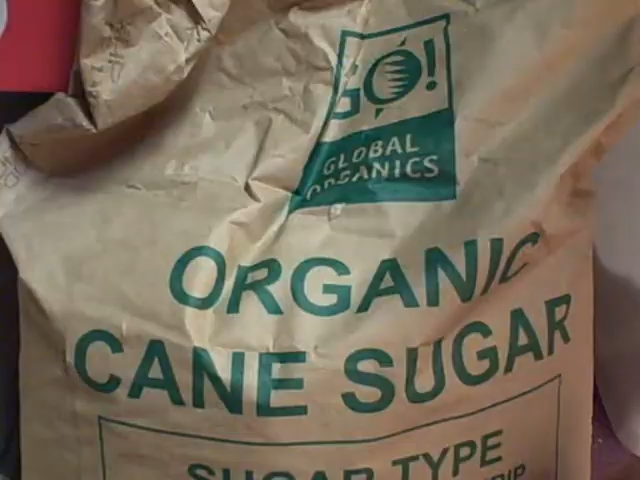 GO!
GLOBAL
ORGANICS
ORGANIC
CANE SUGAR
SUGAR TYPE